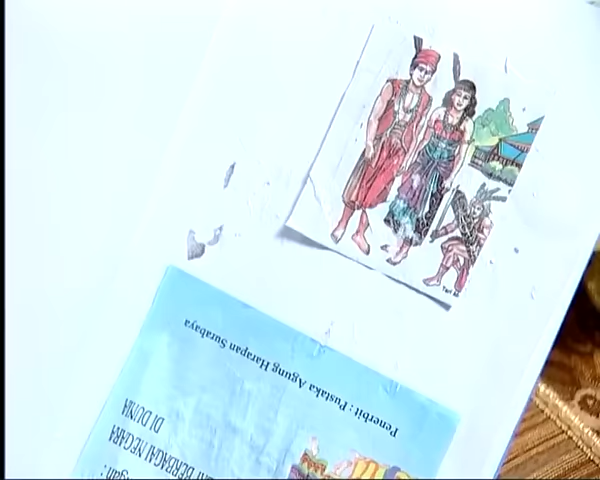 Penerbit : Pustaka Agung Harapan Surabaya
DI DUNIA
BERBAGAI NEGARA